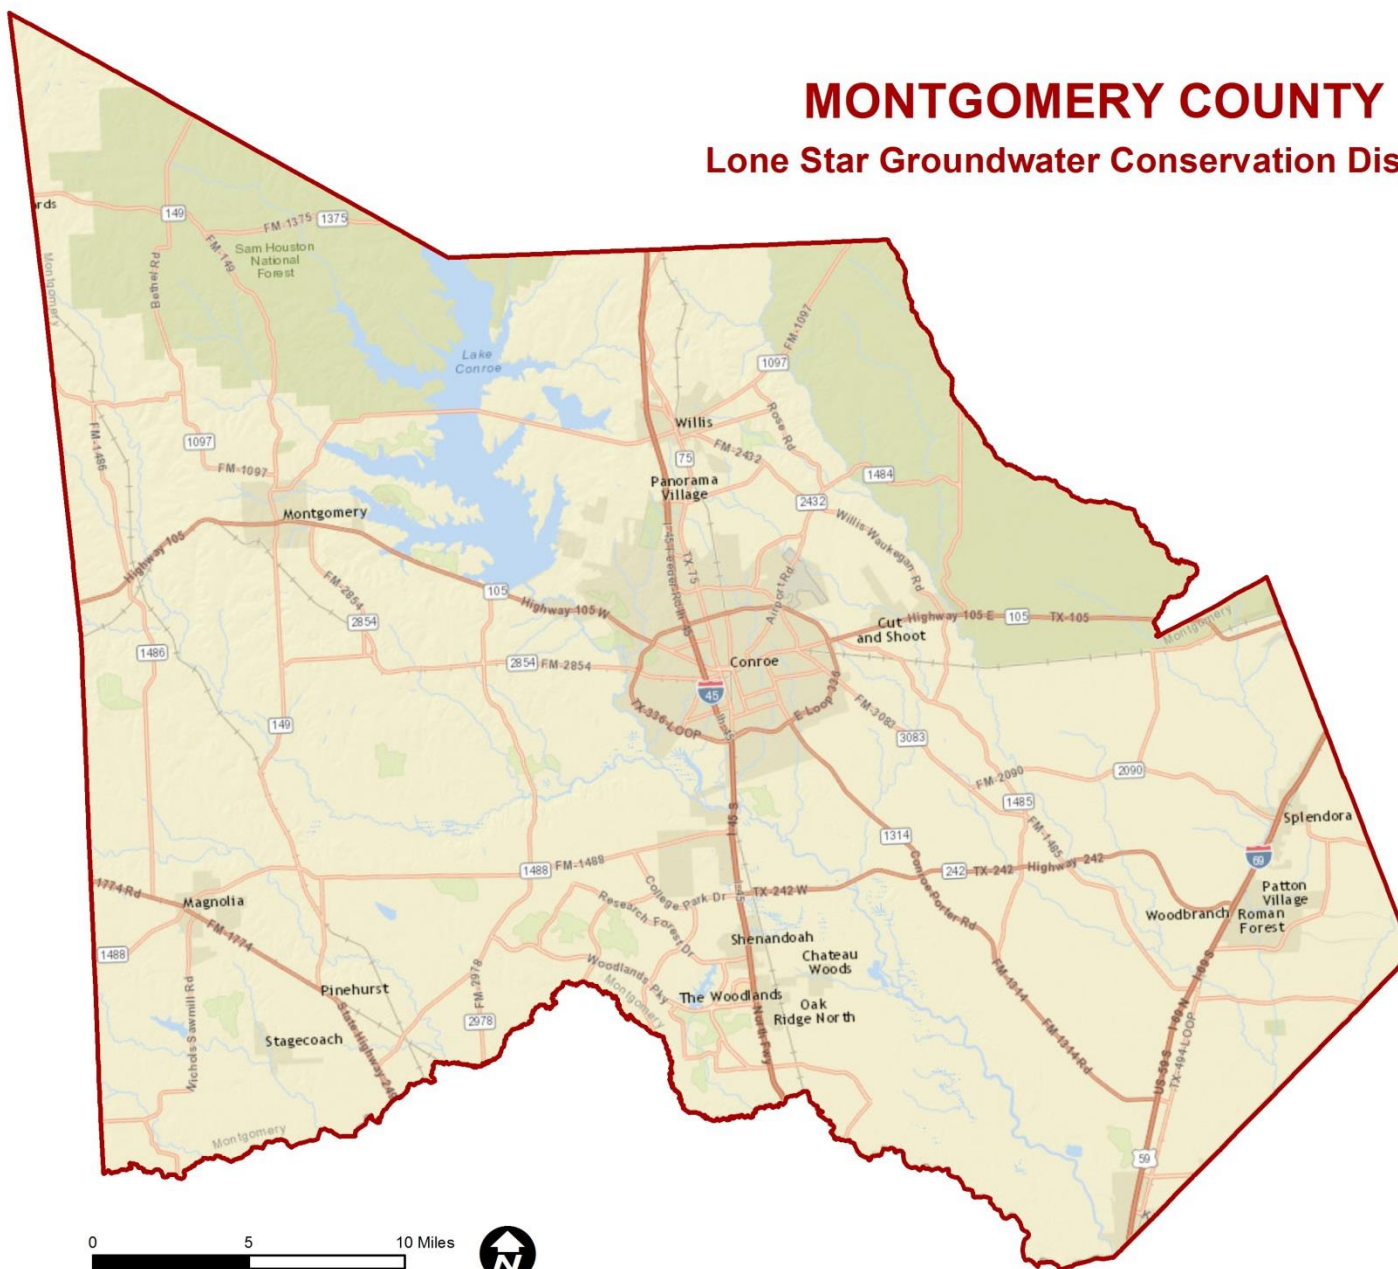 MONTGOMERY COUNTY
Lone Star Groundwater Conservation Dis
rds
149
FM-1375
1375
Sam Houston
National
Forest
FM-149
Bethel Rd
Montgomery
Lake
Conroe
FM-1097
1097
Willis
Rose Rd
FM-1486
1097
FM-1097
FM-2432
75
Panorama
Village
1484
2432
Montgomery
Willis Waukegan Rd
Highway 105
I-45
TX-75
Ih-45
Airport Rd
FM-2854
105
Highway 105 W
2854
Cut
and Shoot
Highway 105 E
105
TX-105
Montgomery
1486
2854
FM-2854
Conroe
45
TX-336-LOOP
Ih-45
E Loop 336
149
FM-3083
3083
FM-2090
2090
1485
I-45 S
1314
FM-1485
Splendora
69
1488
FM-1488
242
TX-242
Highway 242
1774 Rd
College Park Dr
I-45
TX-242 W
Conroe Porter Rd
Patton
Village
Magnolia
Research Forest Dr
Woodbranch
Roman
Forest
FM-1774
Shenandoah
1488
Chateau
Woods
Woodlands Pky
Montgomery
FM-1314
I-69 S
Nichols Sawmill Rd
Pinehurst
FM-2978
The Woodlands
Oak
Ridge North
State Highway 249
2978
Stagecoach
North Fwy
FM-1314 Rd
I-69 N
US-59 S
TX-494 LOOP
Montgomery
59
0 5 10 Miles
N